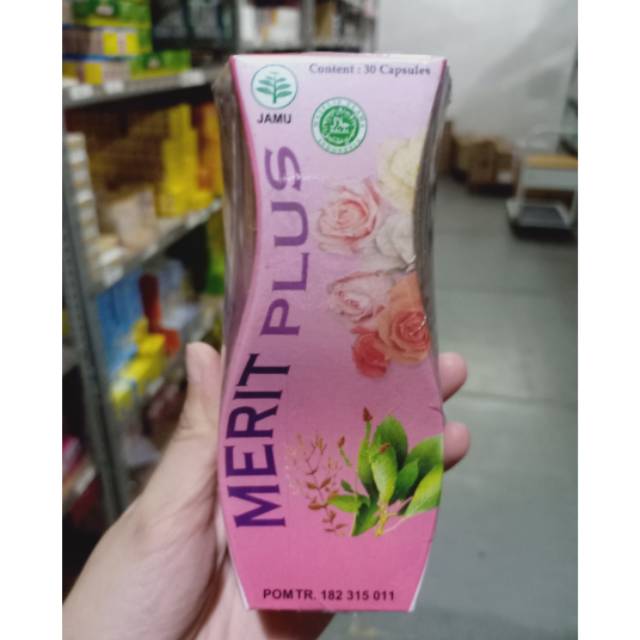 Content : 30 Capsules
JAMU
MERIT PLUS
POM TR. 182 315 011